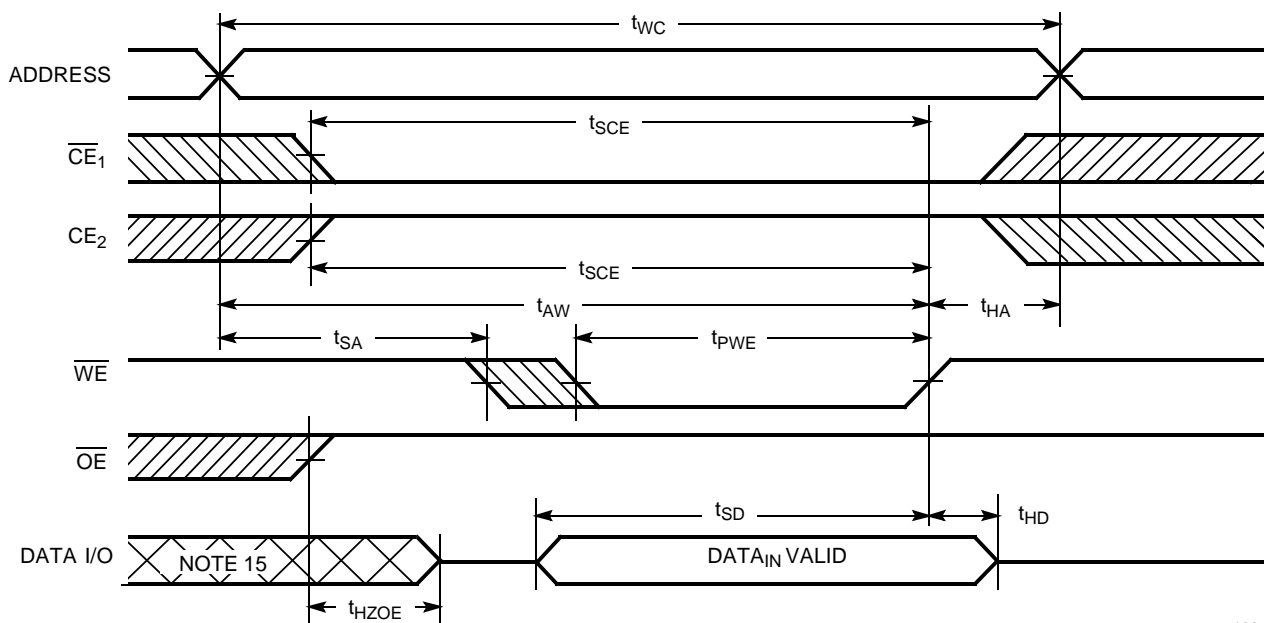 tWC
ADDRESS
tSCE
CE1
CE2
tSCE
tAW
tHA
tSA
tPWE
WE
OE
tSD
tHD
DATA I/O
NOTE 15
DATAIN VALID
tHZOE